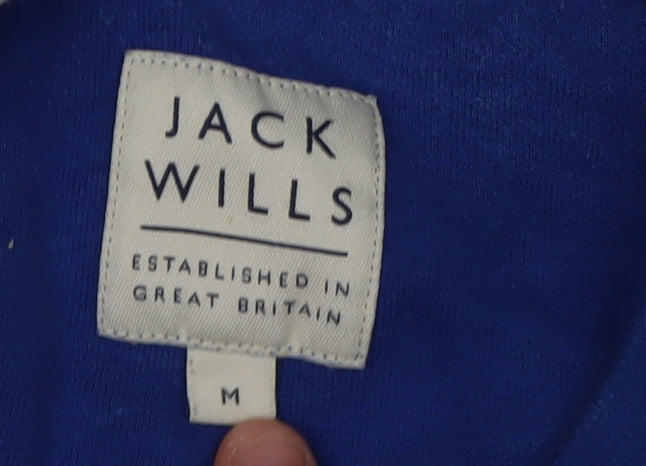 JACK
WILLS
ESTABLISHED IN
GREAT BRITAIN
M